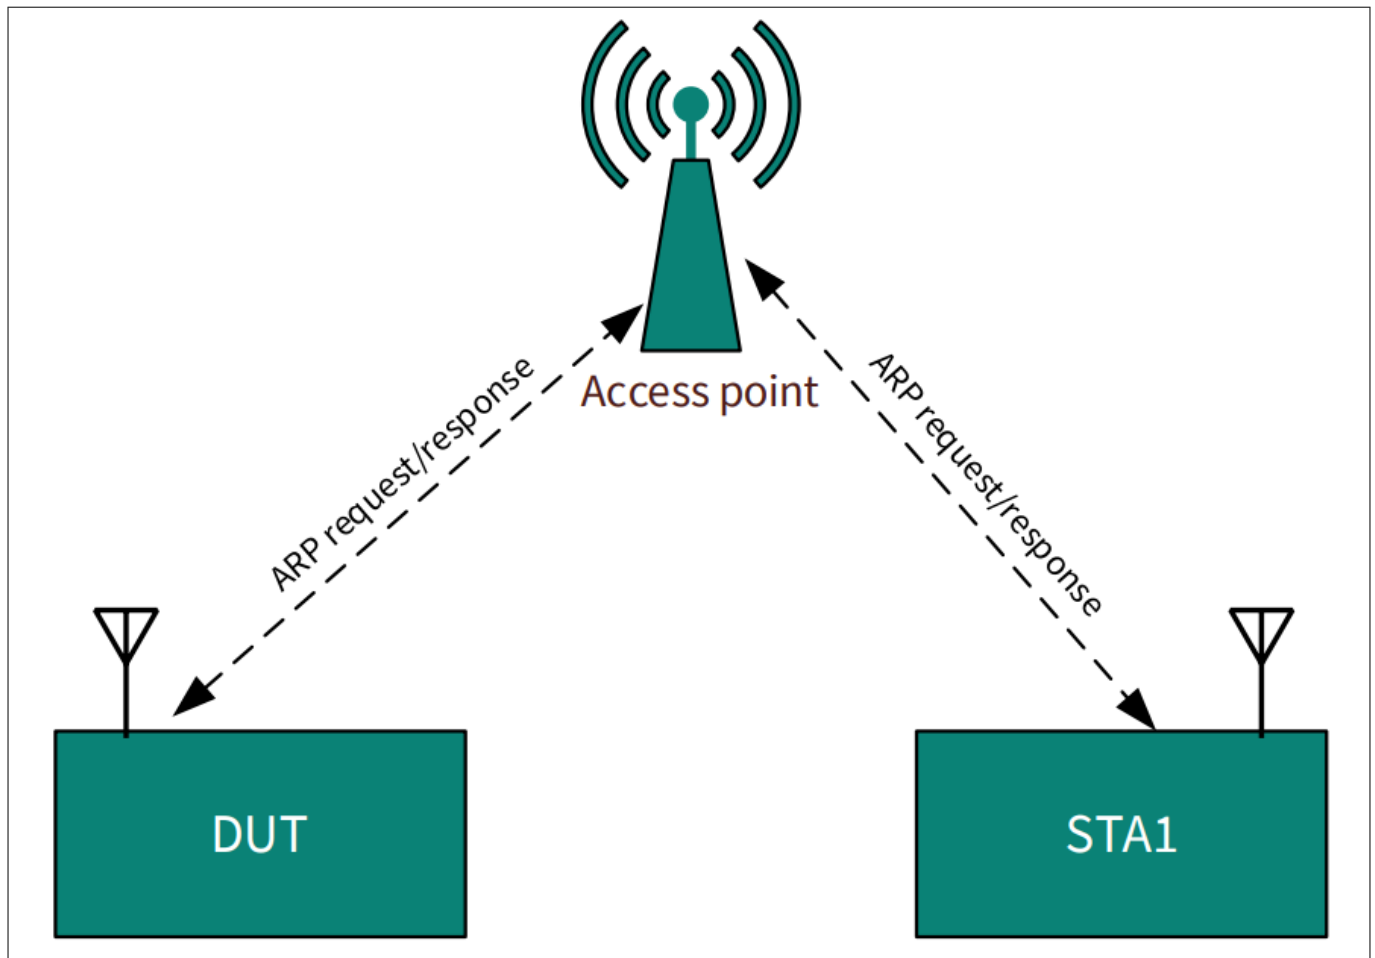 Access point
ARP request/response
ARP request/response
DUT
STA1